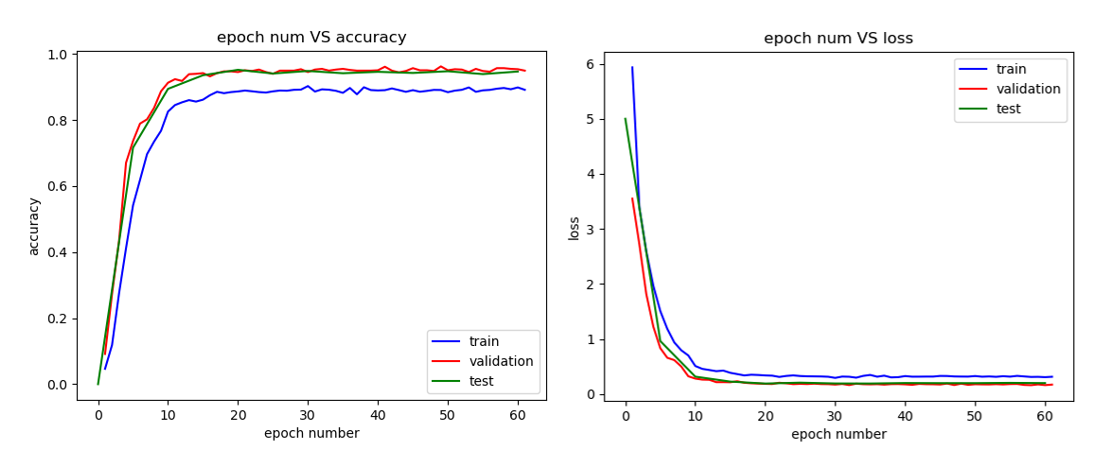 epoch num VS accuracy
1.0
0.8
0.6
0.4
0.2
0.0
accuracy
0 10 20 30 40 50 60
epoch number
train
validation
test
epoch num VS loss
6
5
4
3
2
1
0
loss
0 10 20 30 40 50 60
epoch number
train
validation
test